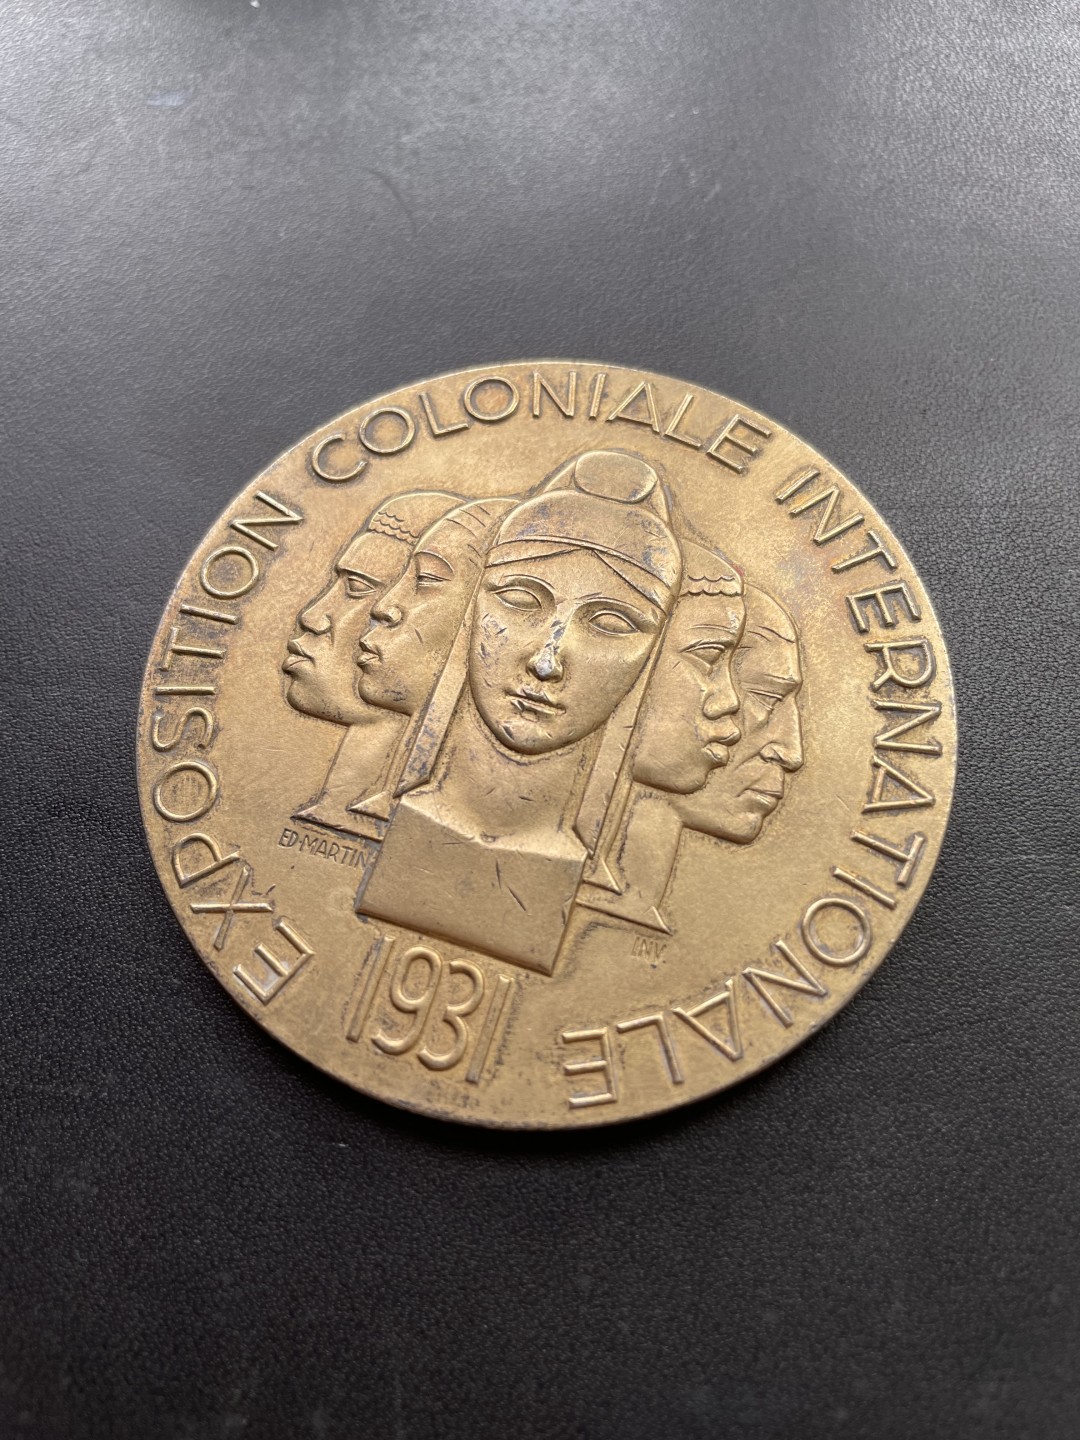 EXPOSITION COLONIALE INTERNATIONALE
ED·MARTIN
INV.
1931